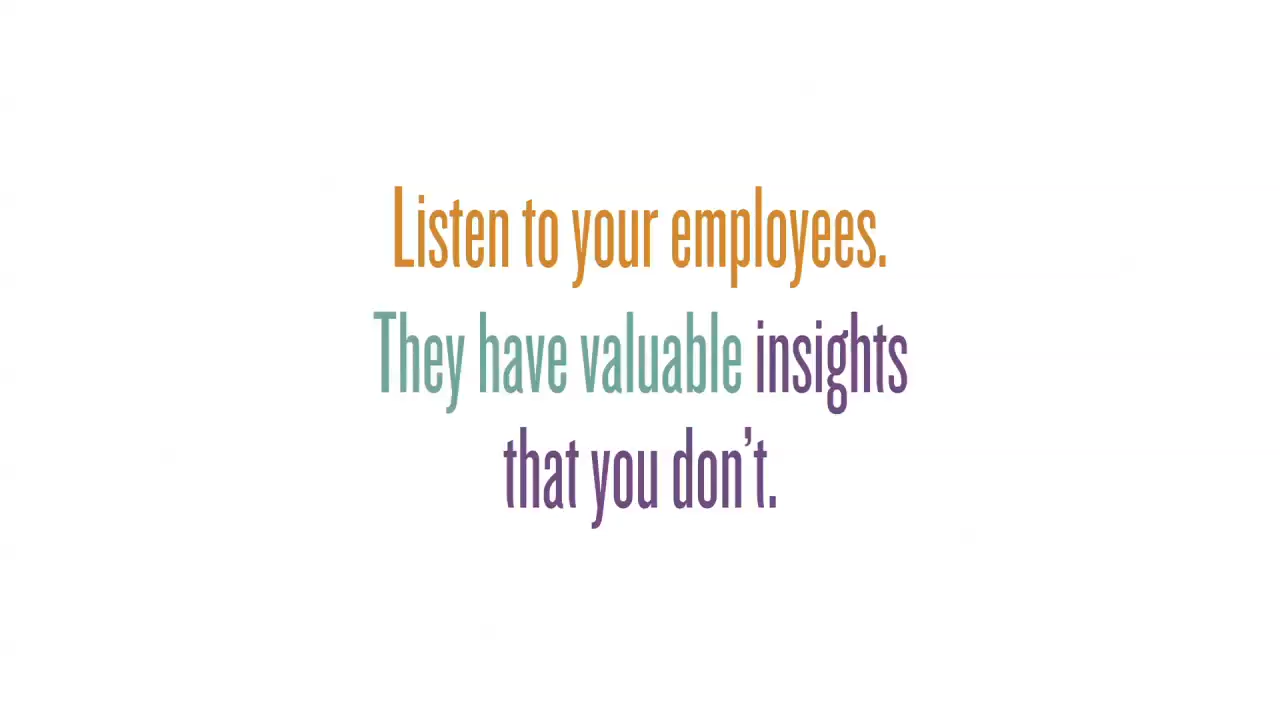 Listen to your employees.
They have valuable insights
that you don’t.